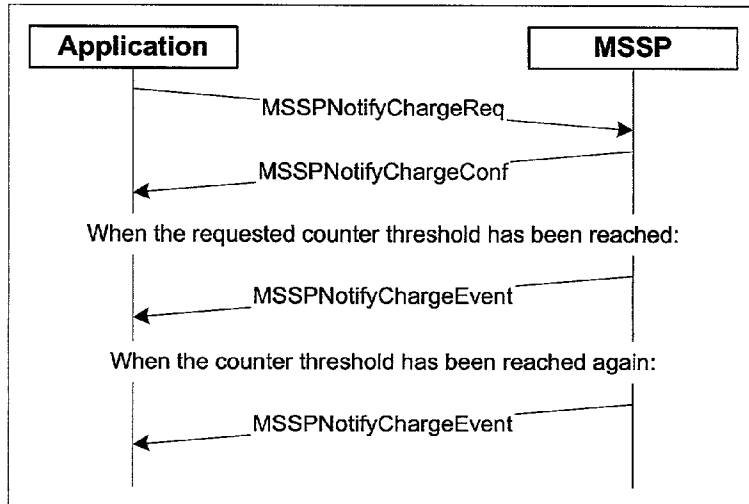 Application
MSSP
MSSPNotifyChargeReq
MSSPNotifyChargeConf
When the requested counter threshold has been reached:
MSSPNotifyChargeEvent
When the counter threshold has been reached again:
MSSPNotifyChargeEvent